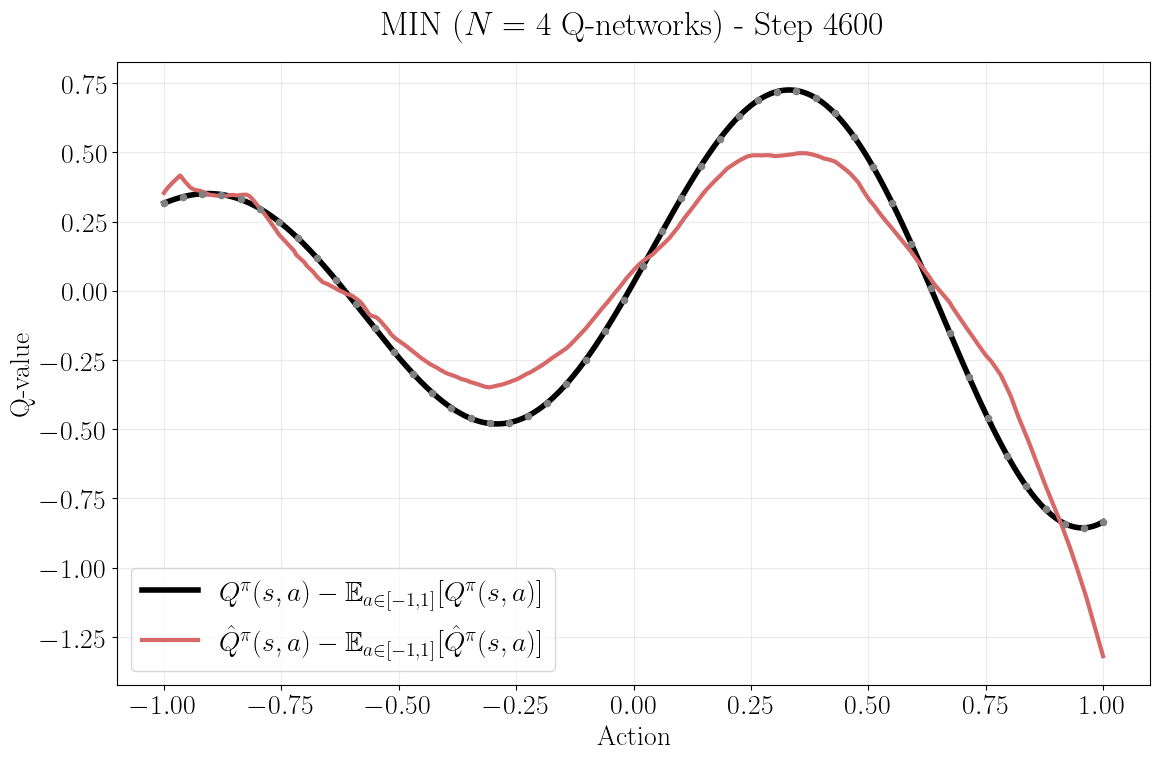 MIN (N = 4 Q-networks) - Step 4600
Q-value
0.75
0.50
0.25
0.00
−0.25
−0.50
−0.75
−1.00
−1.25
Q^π(s, a) − 𝔼_{a∈[−1,1]}[Q^π(s, a)]
Q̂^π(s, a) − 𝔼_{a∈[−1,1]}[Q̂^π(s, a)]
−1.00 −0.75 −0.50 −0.25 0.00 0.25 0.50 0.75 1.00
Action